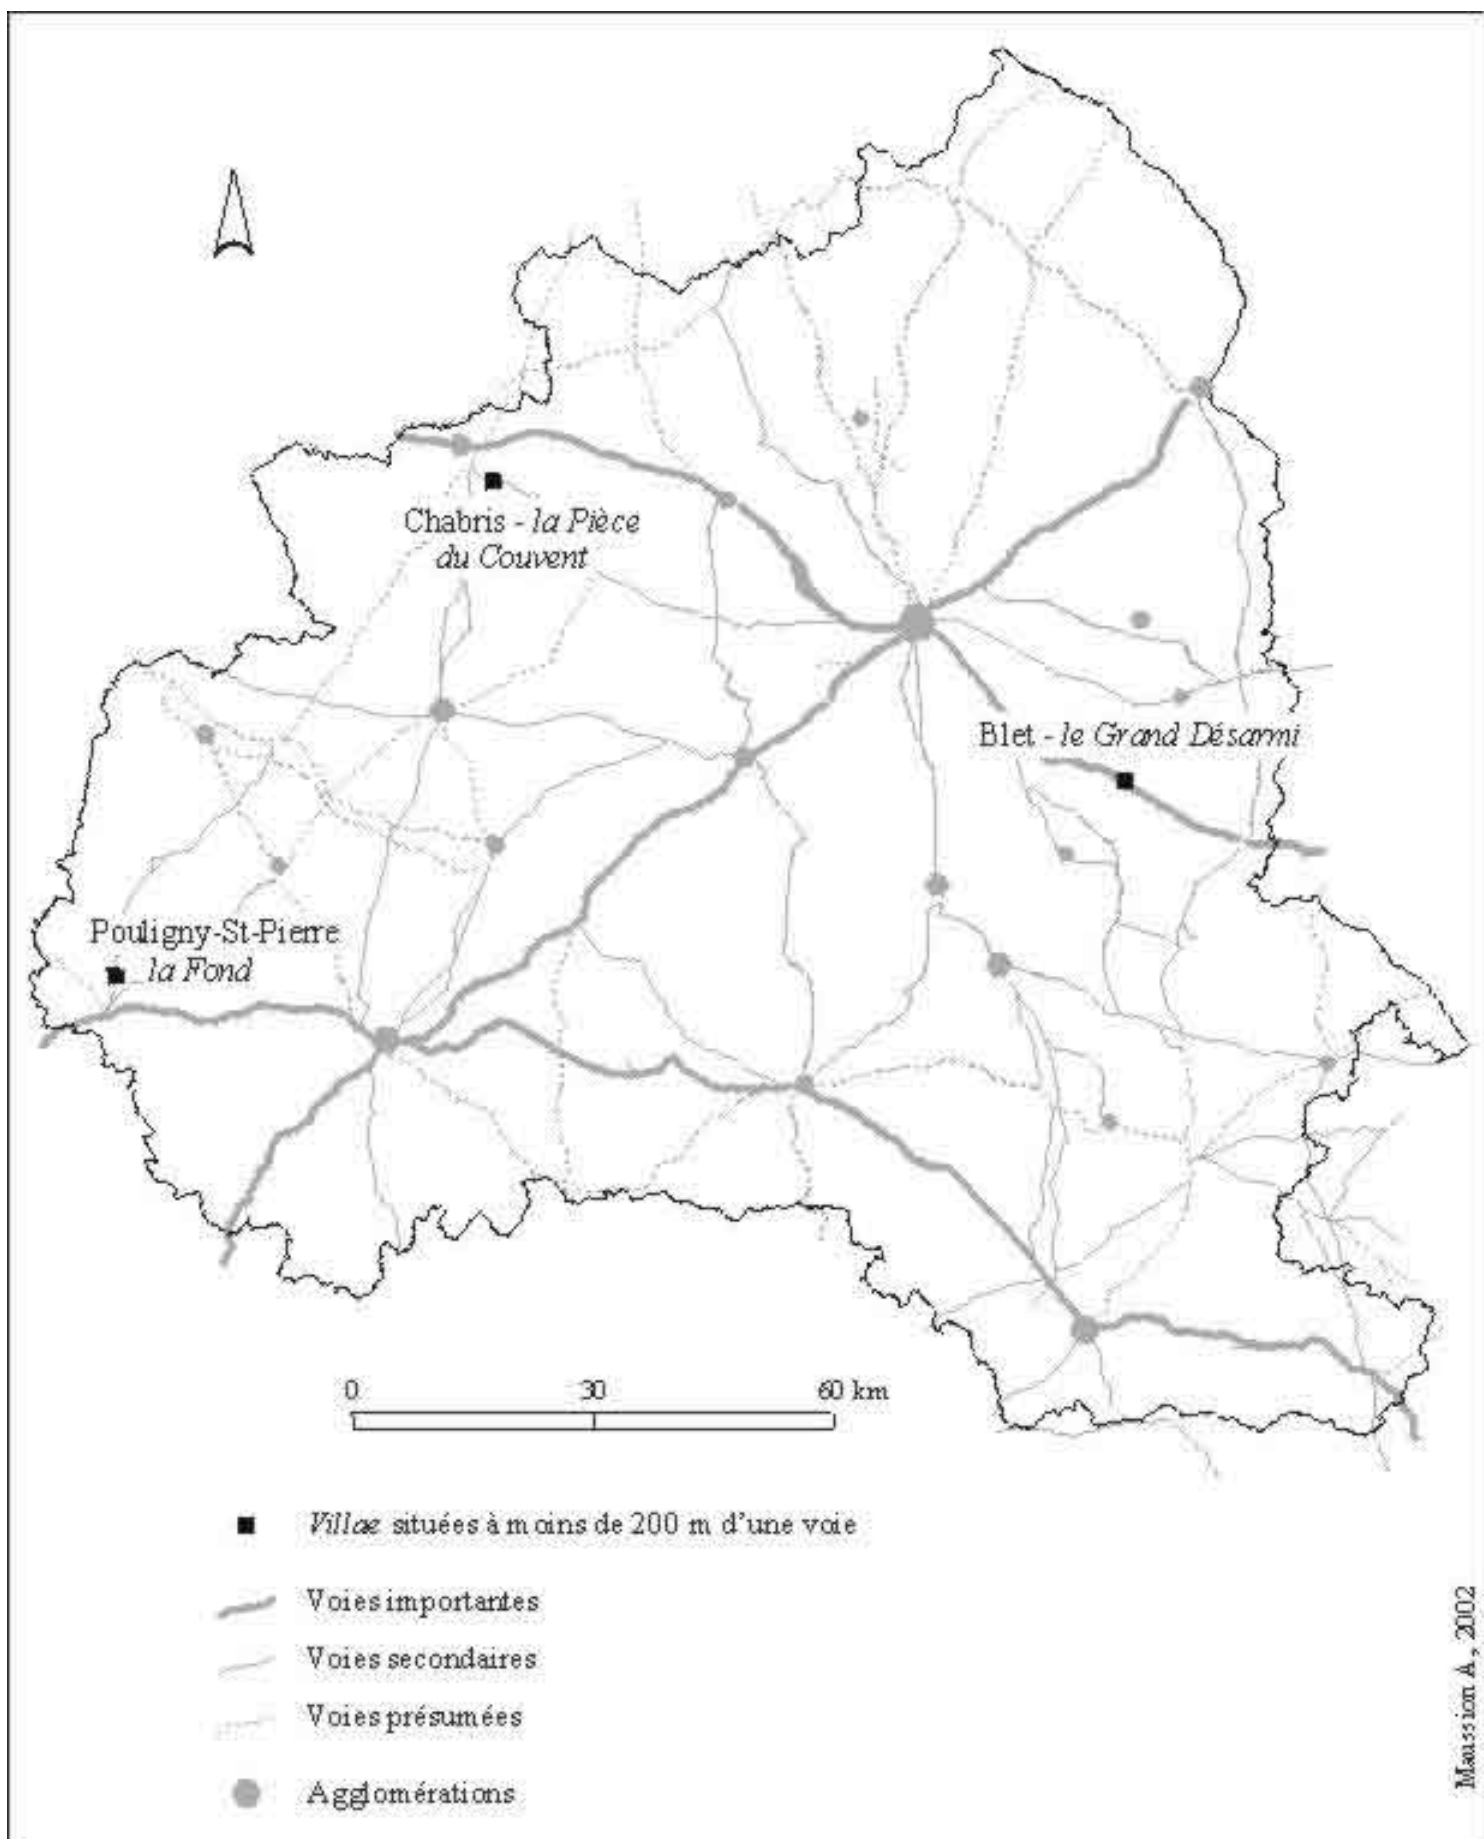 Chabris - la Pièce
du Couvent
Blet - le Grand Désarmi
Pouligny-St-Pierre
la Fond
0 30 60 km
Villae situées à moins de 200 m d'une voie
Voies importantes
Voies secondaires
Voies présumées
Agglomérations
Maussion A., 2002